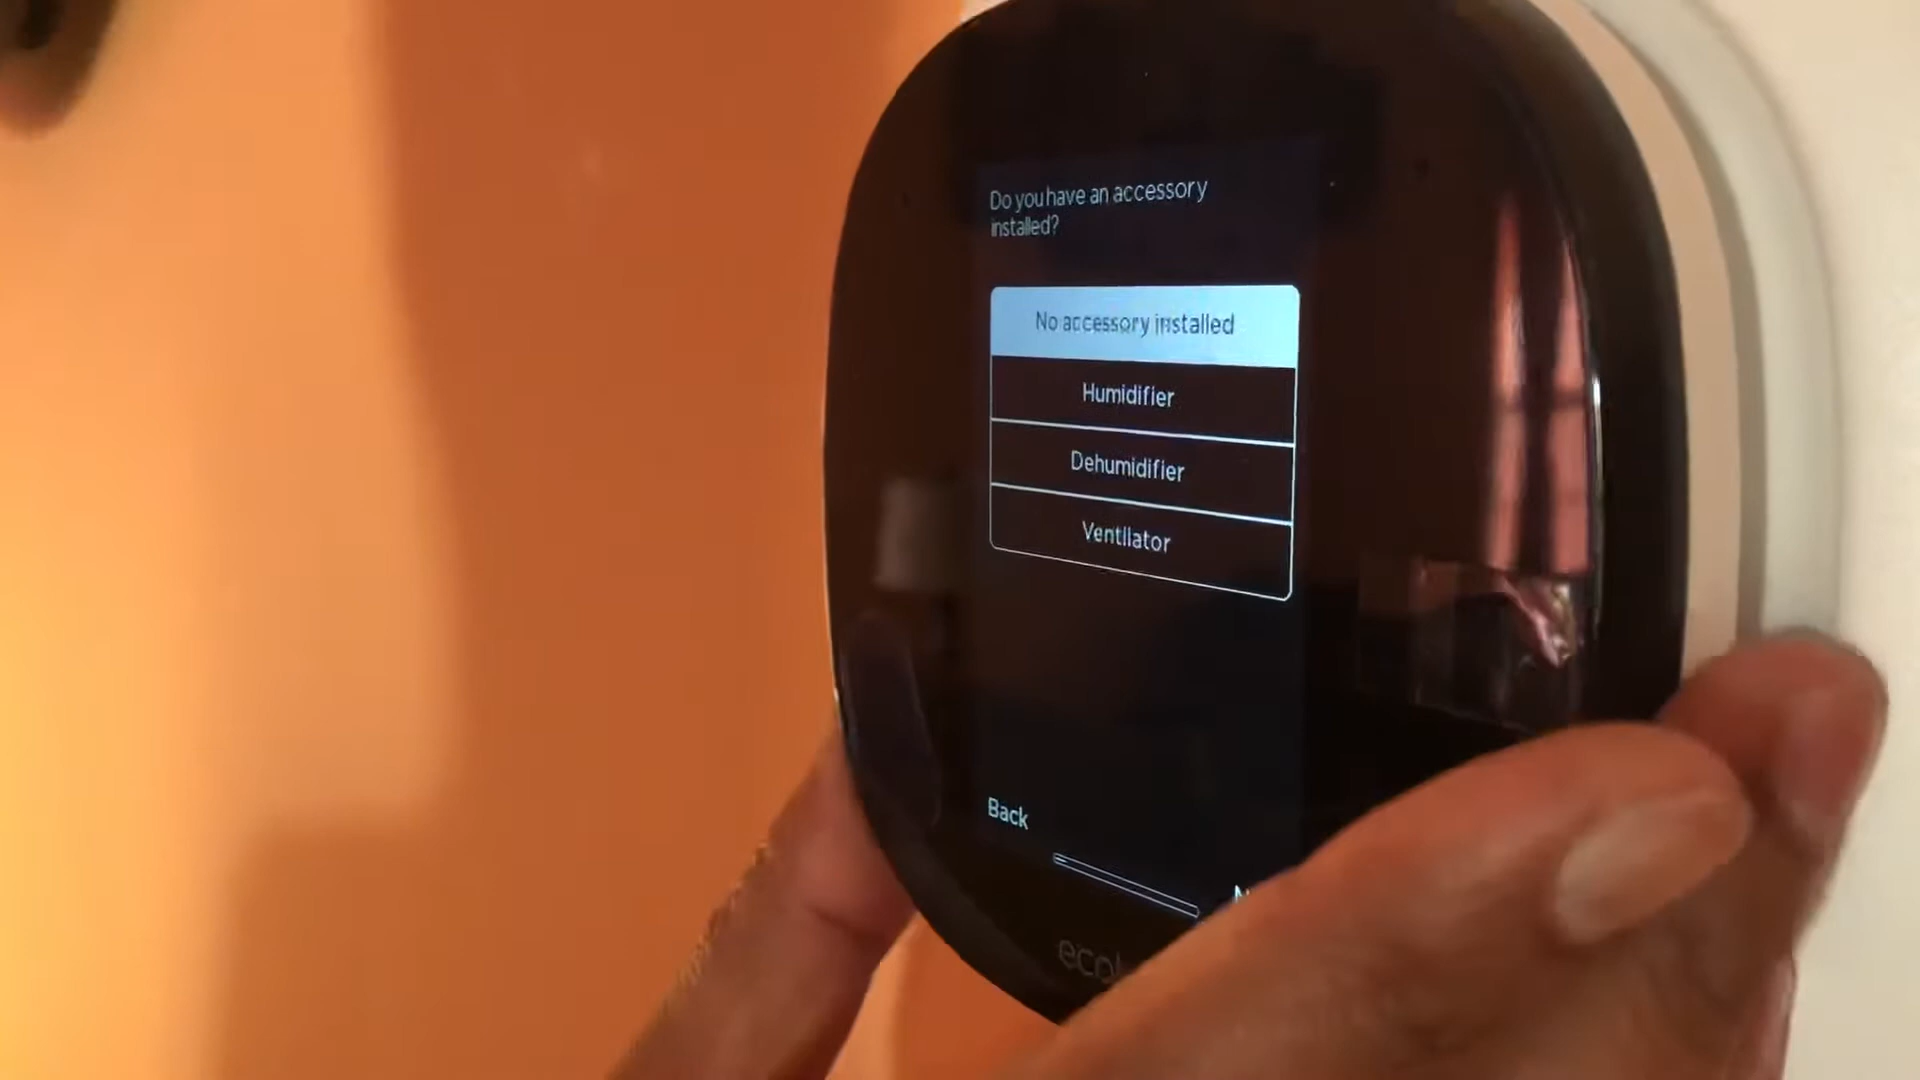 Do you have an accessory
installed?
No accessory installed
Humidifier
Dehumidifier
Ventilator
Back